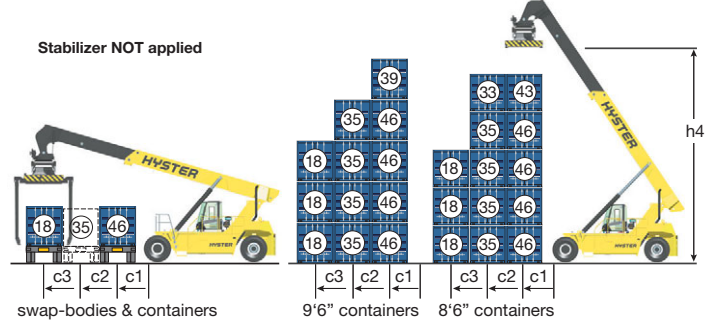 Stabilizer NOT applied
HYSTER
HYSTER
18 35 46
c3 c2 c1
swap-bodies & containers
39
35 46
18 35 46
18 35 46
18 35 46
c3 c2 c1
9‘6” containers
33 43
35 46
18 35 46
18 35 46
18 35 46
c3 c2 c1
8‘6” containers
HYSTER
HYSTER
h4